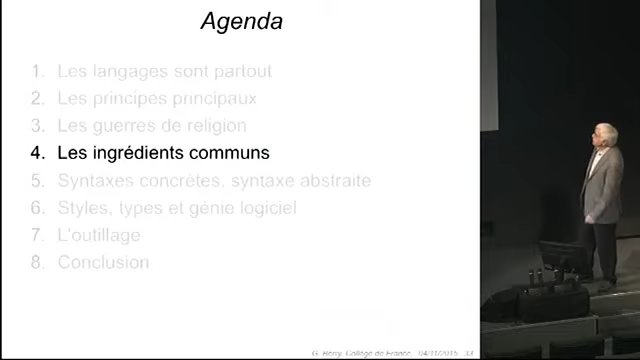 Agenda
1. Les langages sont partout
2. Les principes principaux
3. Les guerres de religion
4. Les ingrédients communs
5. Syntaxes concrètes, syntaxe abstraite
6. Styles, types et génie logiciel
7. L'outillage
8. Conclusion
G. Berry, Collège de France, 04/11/2015 33